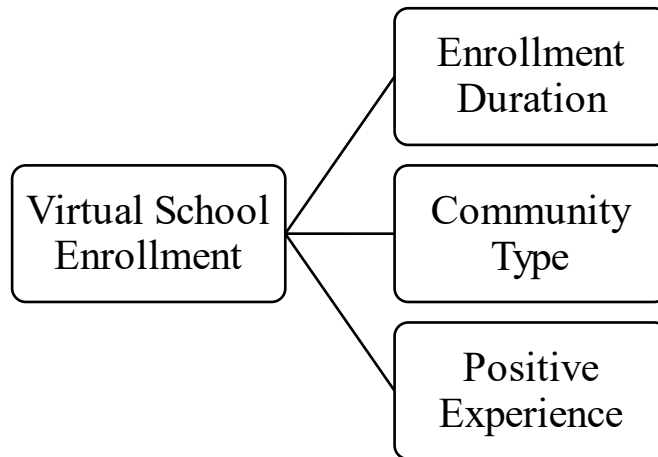 Enrollment
Duration
Virtual School
Enrollment
Community
Type
Positive
Experience